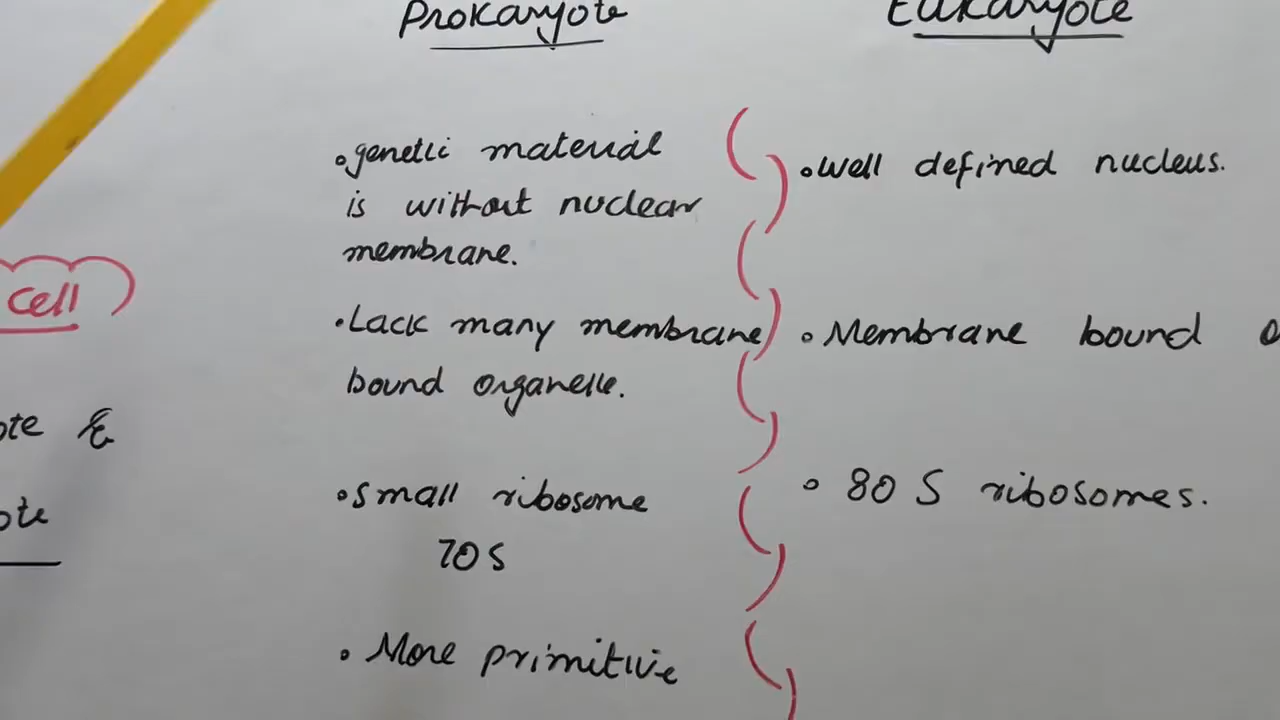 Prokaryote
Eukaryote
•genetic material
is without nuclear
membrane.
•Lack many membrane
bound organelle.
•small ribosome
70S
• More primitive
•well defined nucleus.
•Membrane bound
• 80 S ribosomes.
cell
&